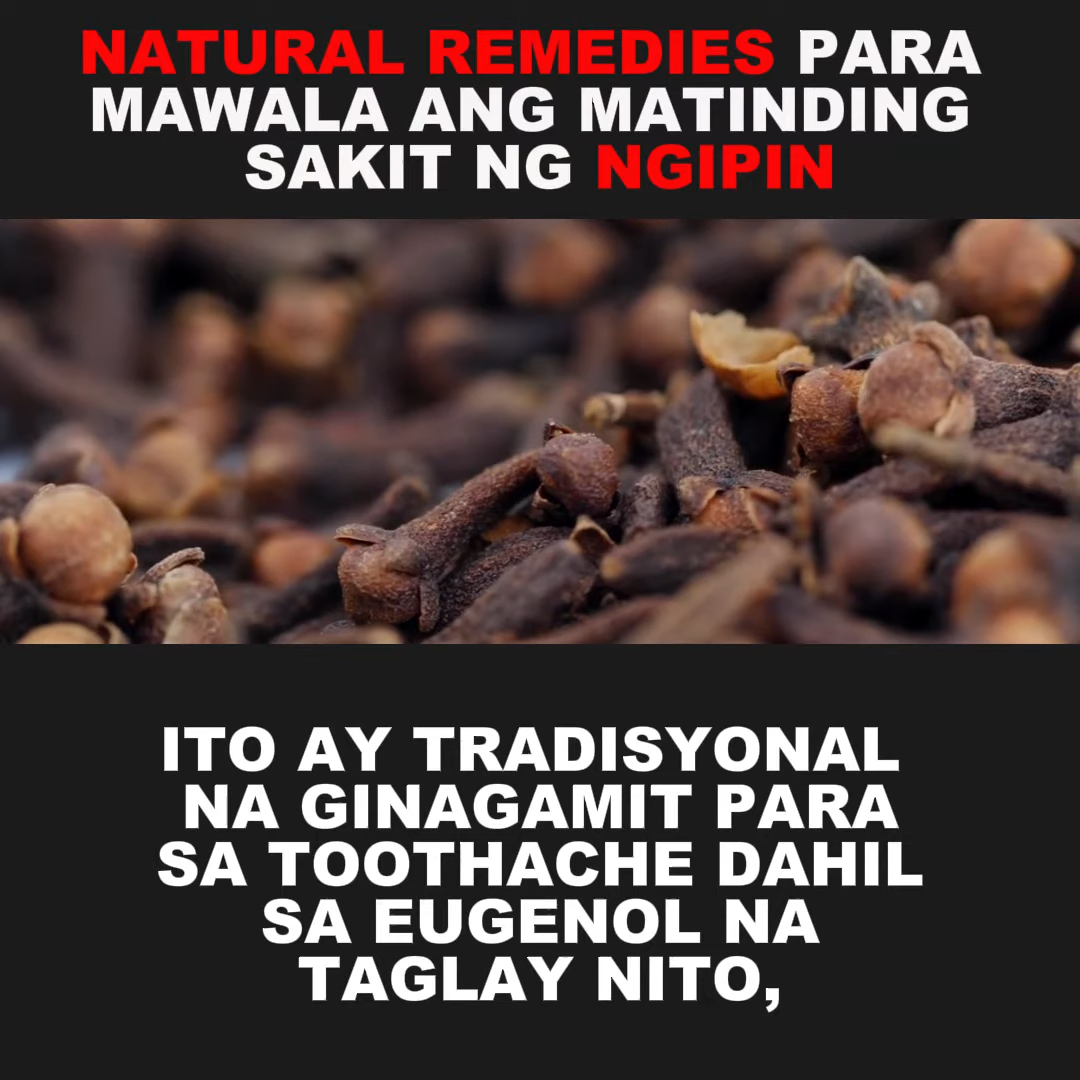 NATURAL REMEDIES PARA
MAWALA ANG MATINDING
SAKIT NG NGIPIN
ITO AY TRADISYONAL
NA GINAGAMIT PARA
SA TOOTHACHE DAHIL
SA EUGENOL NA
TAGLAY NITO,